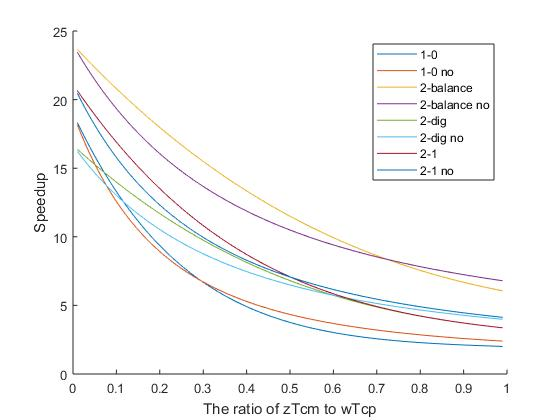 25
20
15
10
5
0
Speedup
1-0
1-0 no
2-balance
2-balance no
2-dig
2-dig no
2-1
2-1 no
0 0.1 0.2 0.3 0.4 0.5 0.6 0.7 0.8 0.9 1
The ratio of zTcm to wTcp